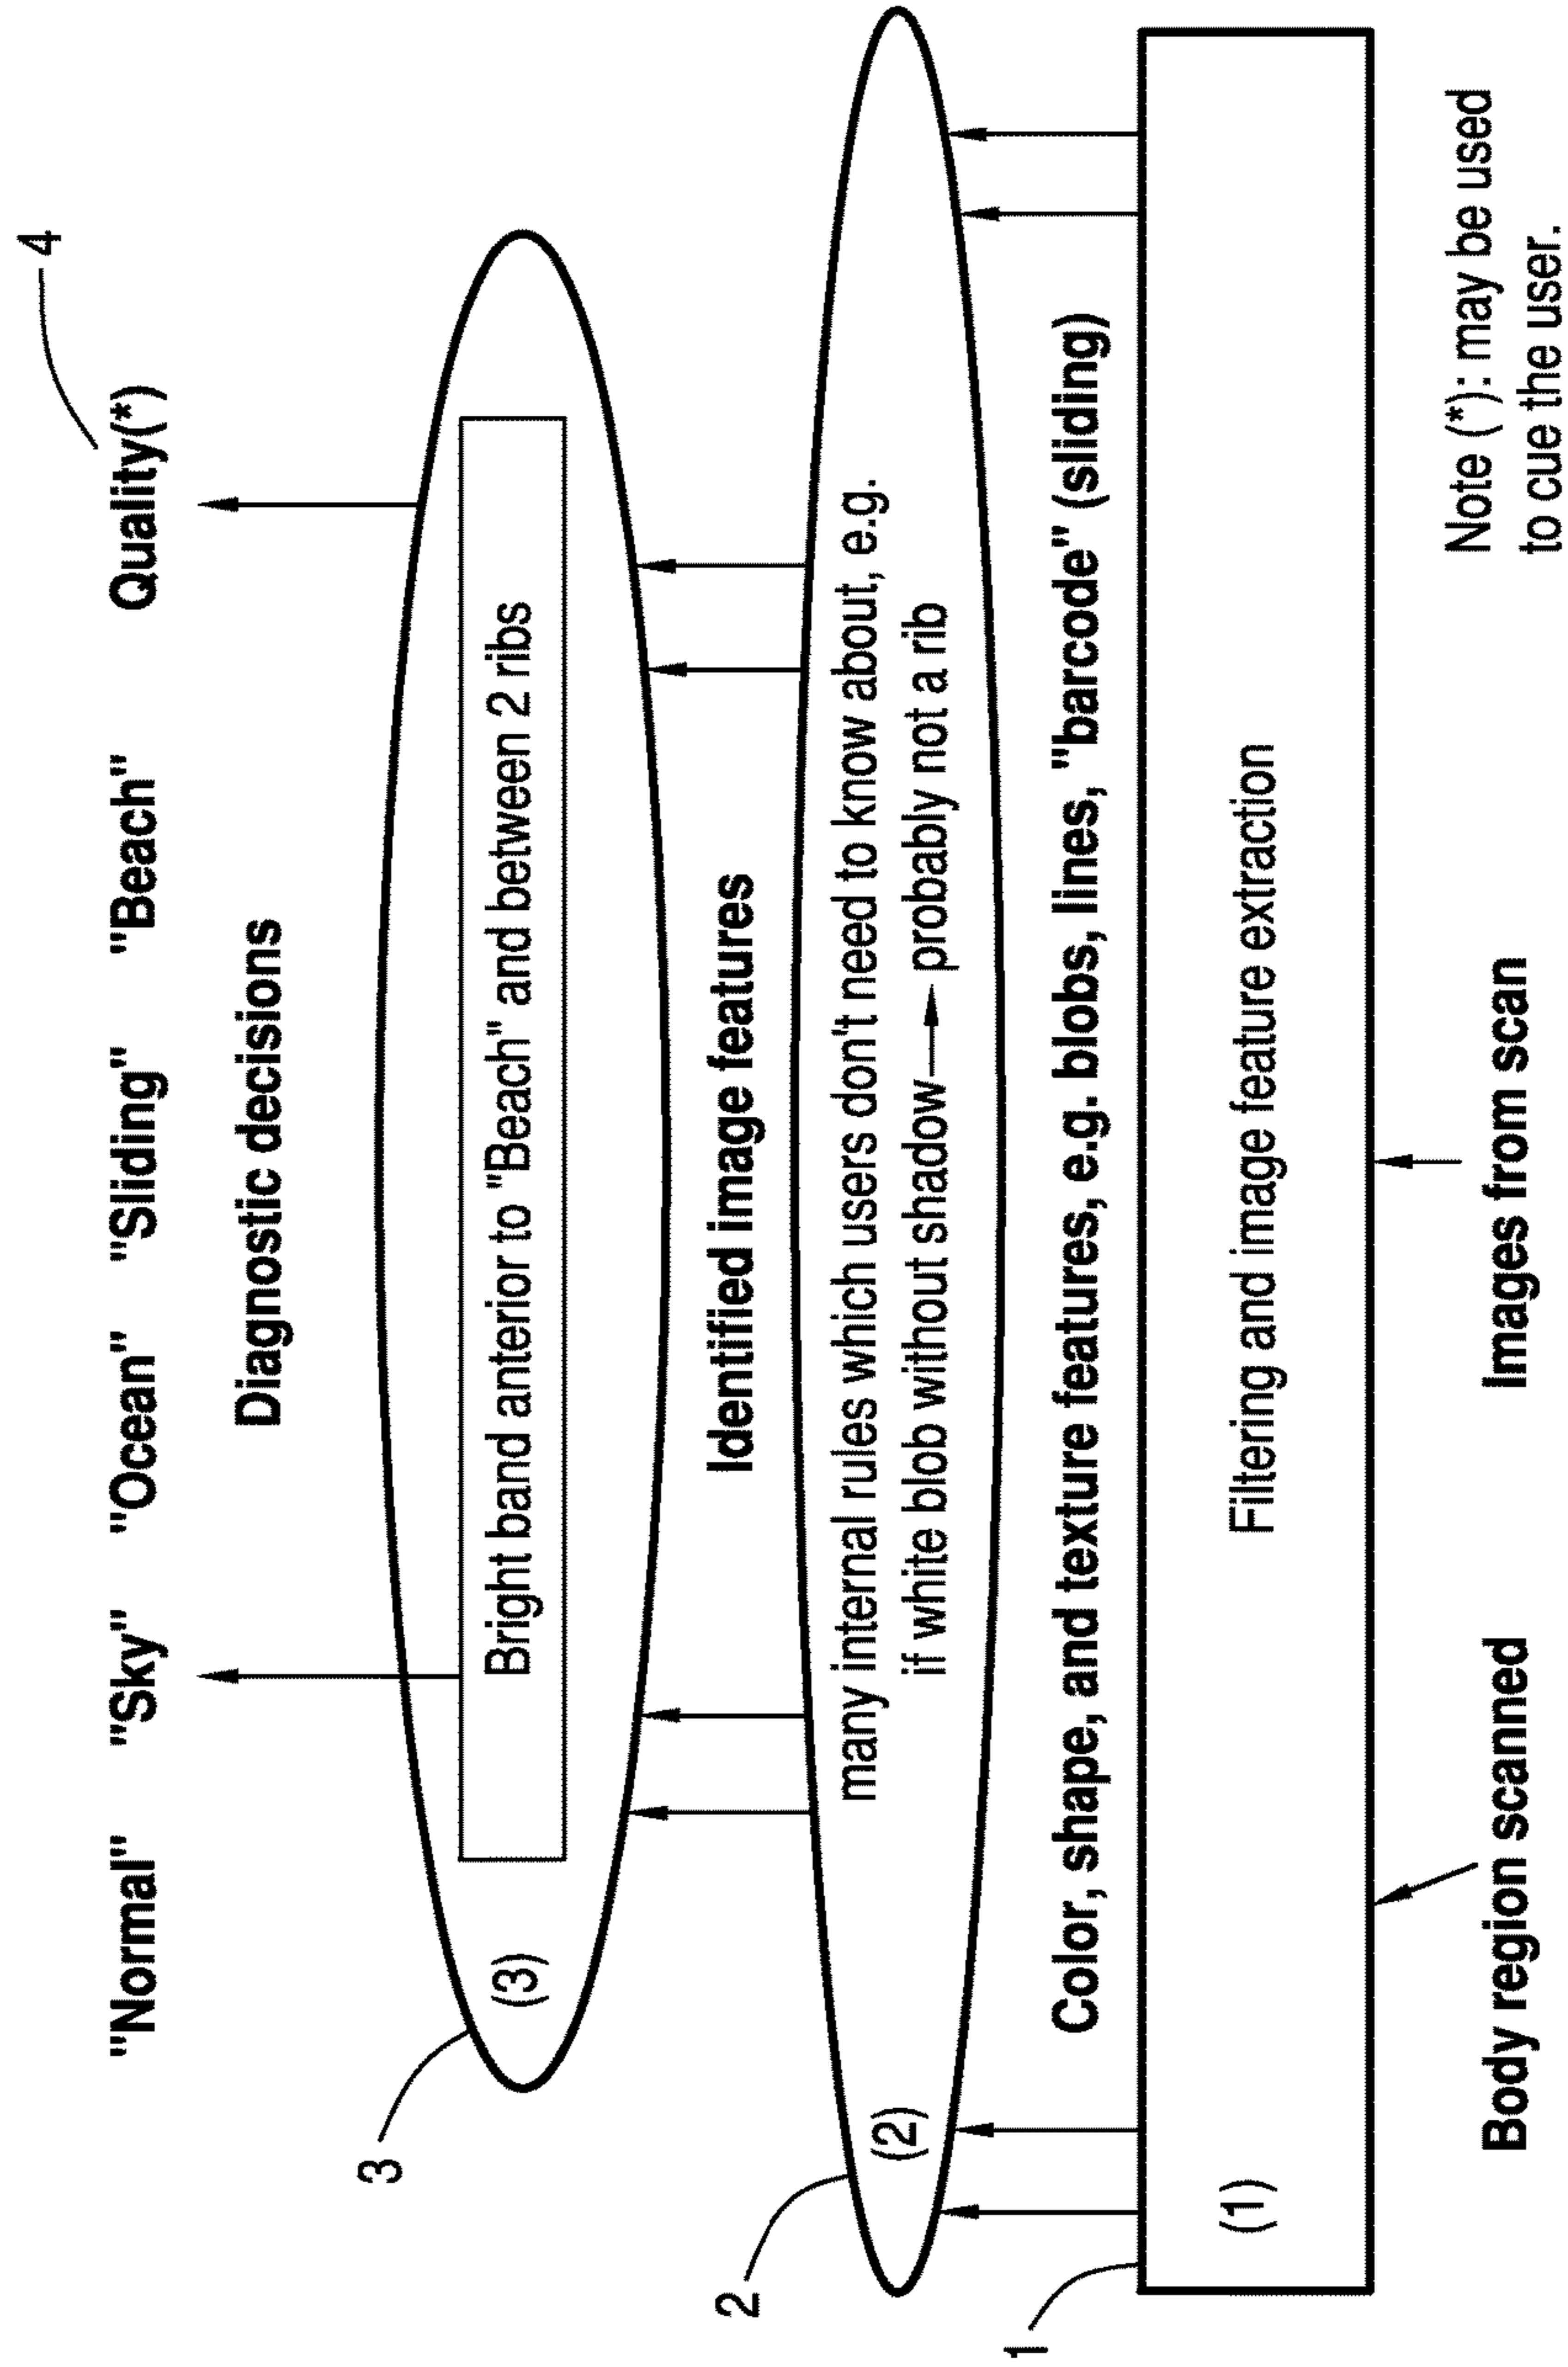 4
"Normal" "Sky" "Ocean" "Sliding" "Beach" Quality(*)
Diagnostic decisions
3
(3)
Bright band anterior to "Beach" and between 2 ribs
Identified image features
2
(2)
many internal rules which users don't need to know about, e.g.
if white blob without shadow → probably not a rib
Color, shape, and texture features, e.g. blobs, lines, "barcode" (sliding)
1
(1)
Filtering and image feature extraction
Body region scanned
Images from scan
Note (*): may be used
to cue the user.